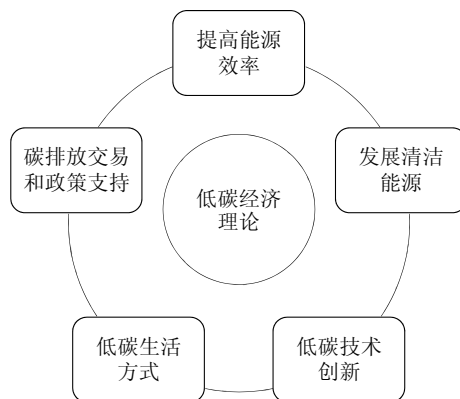 提高能源
效率
碳排放交易
和政策支持
发展清洁
能源
低碳经济
理论
低碳生活
方式
低碳技术
创新